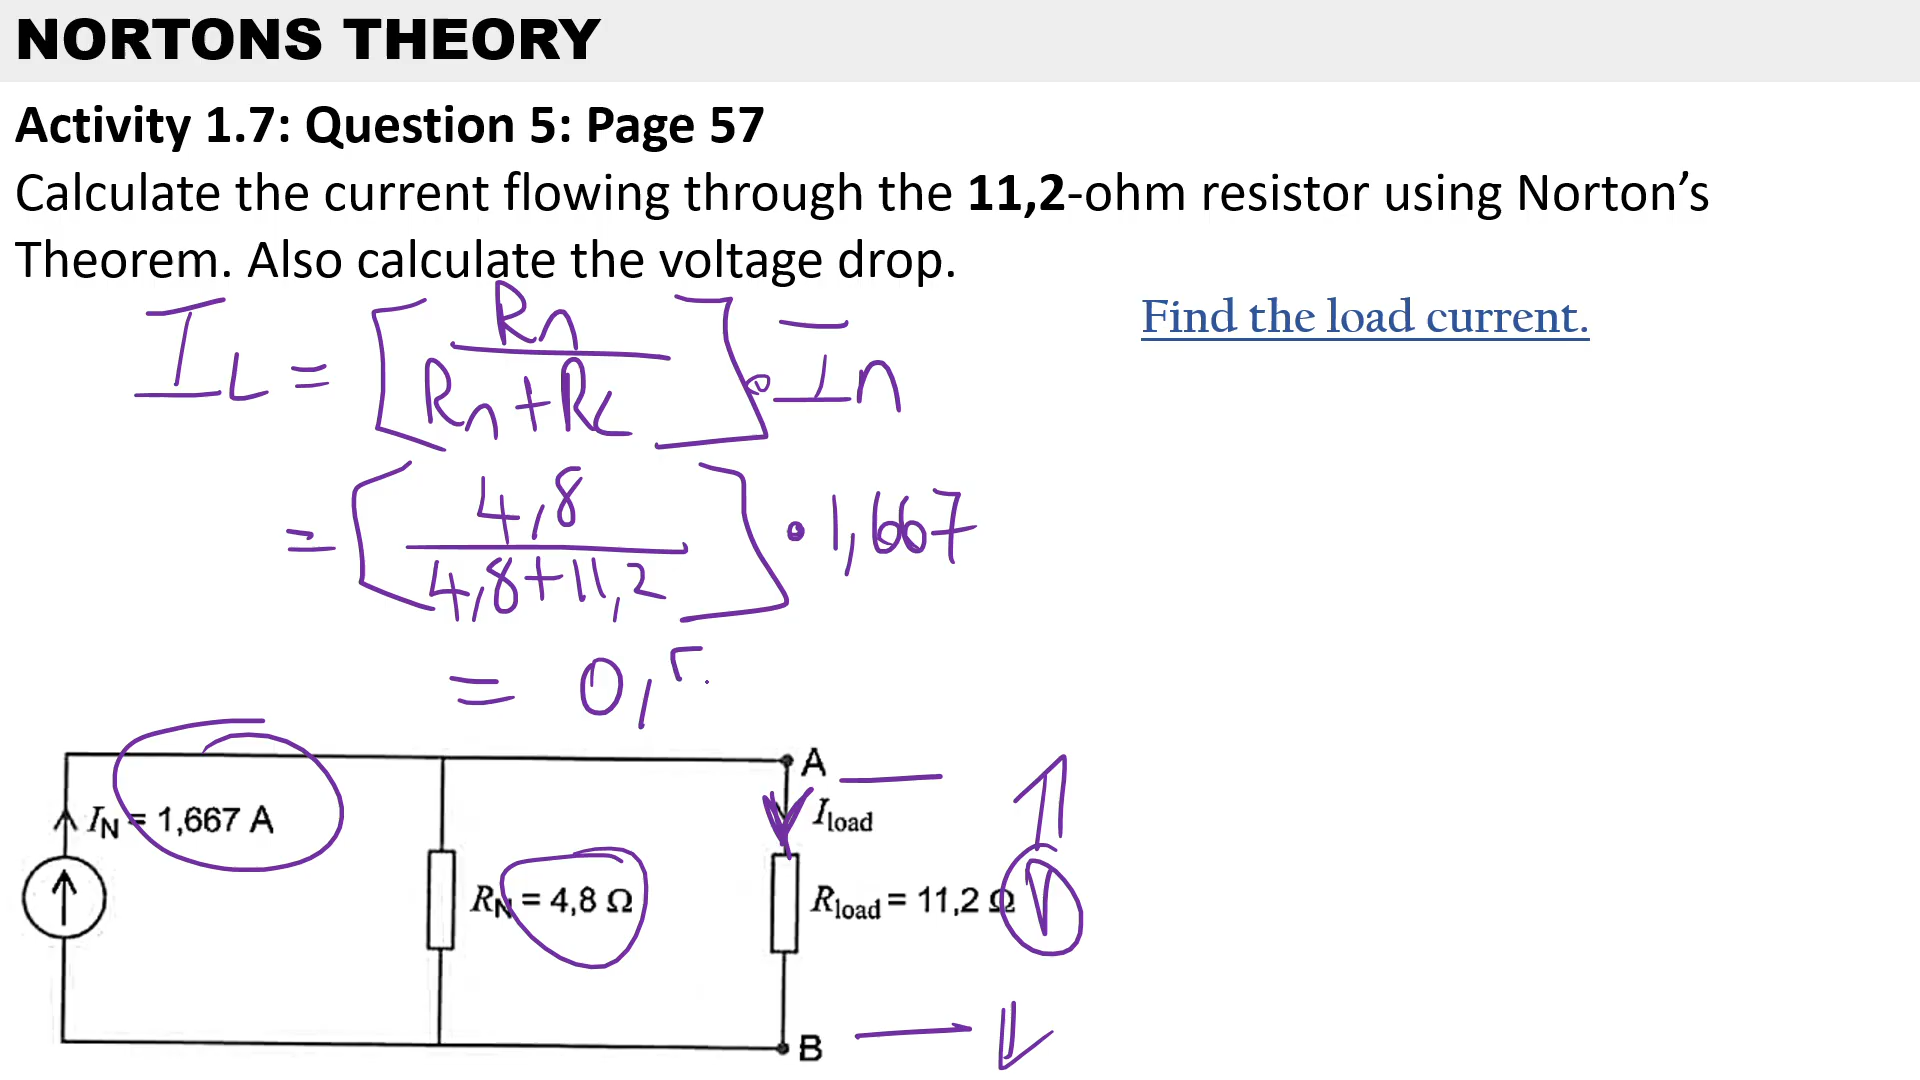 NORTONS THEORY
Activity 1.7: Question 5: Page 57
Calculate the current flowing through the 11,2-ohm resistor using Norton’s
Theorem. Also calculate the voltage drop.
Find the load current.
IL = [Rn / Rn+RL] · In
= [4,8 / 4,8+11,2] · 1,667
= 0,5
A
IN = 1,667 A
Iload
RN = 4,8 Ω
Rload = 11,2 Ω
V
B